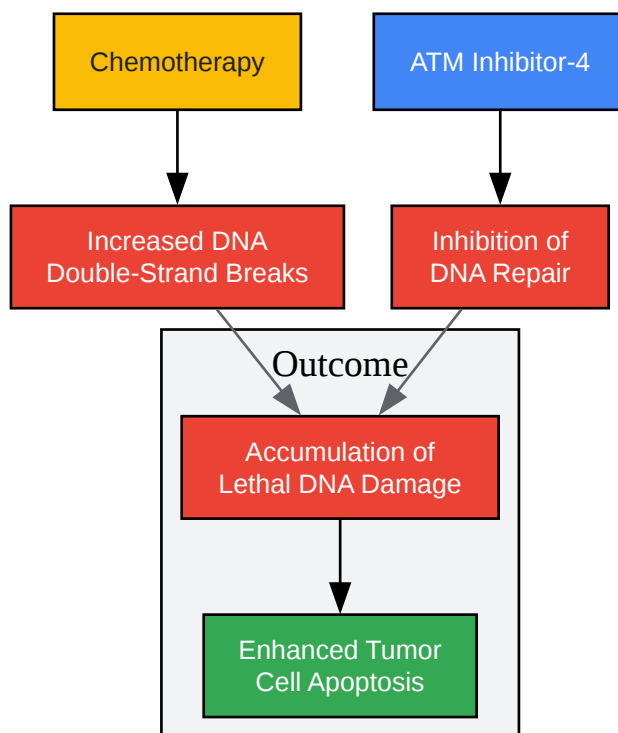 Chemotherapy
ATM Inhibitor-4
Increased DNA
Double-Strand Breaks
Inhibition of
DNA Repair
Outcome
Accumulation of
Lethal DNA Damage
Enhanced Tumor
Cell Apoptosis